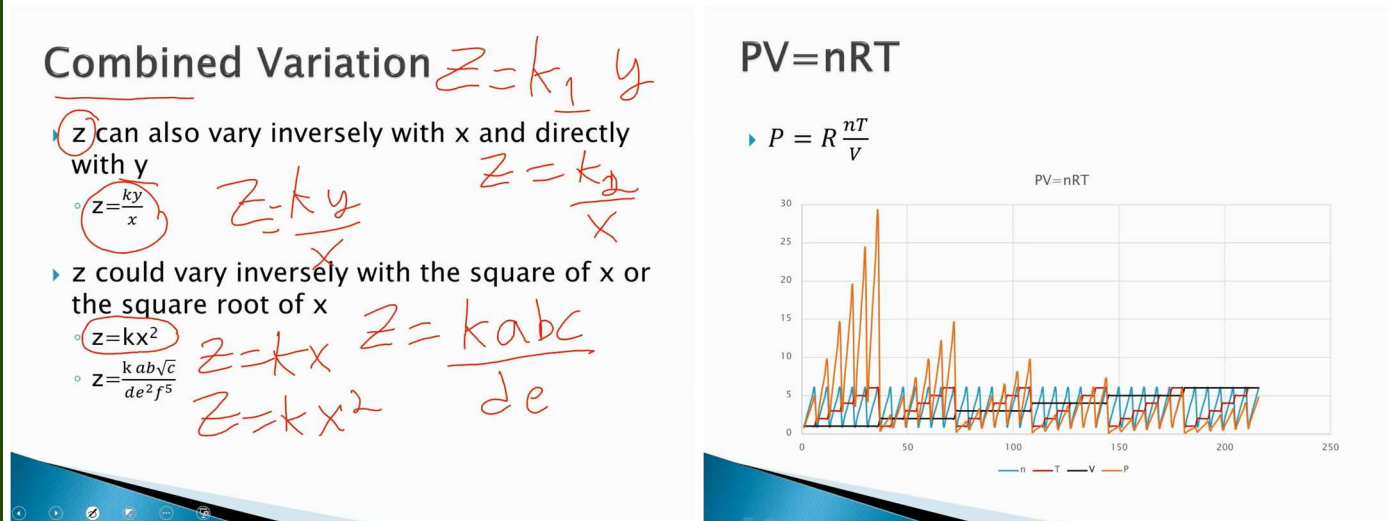 Combined Variation z=k₁ y
z can also vary inversely with x and directly
with y
z = k₂/x
z=ky/x
z=ky/x
z could vary inversely with the square of x or
the square root of x
z=kx²
z=kx
z=kabc/de
z=k ab√c/de²f⁵
z=kx²
PV=nRT
P = R nT/V
PV=nRT
30
25
20
15
10
5
0
0 50 100 150 200 250
n T V P